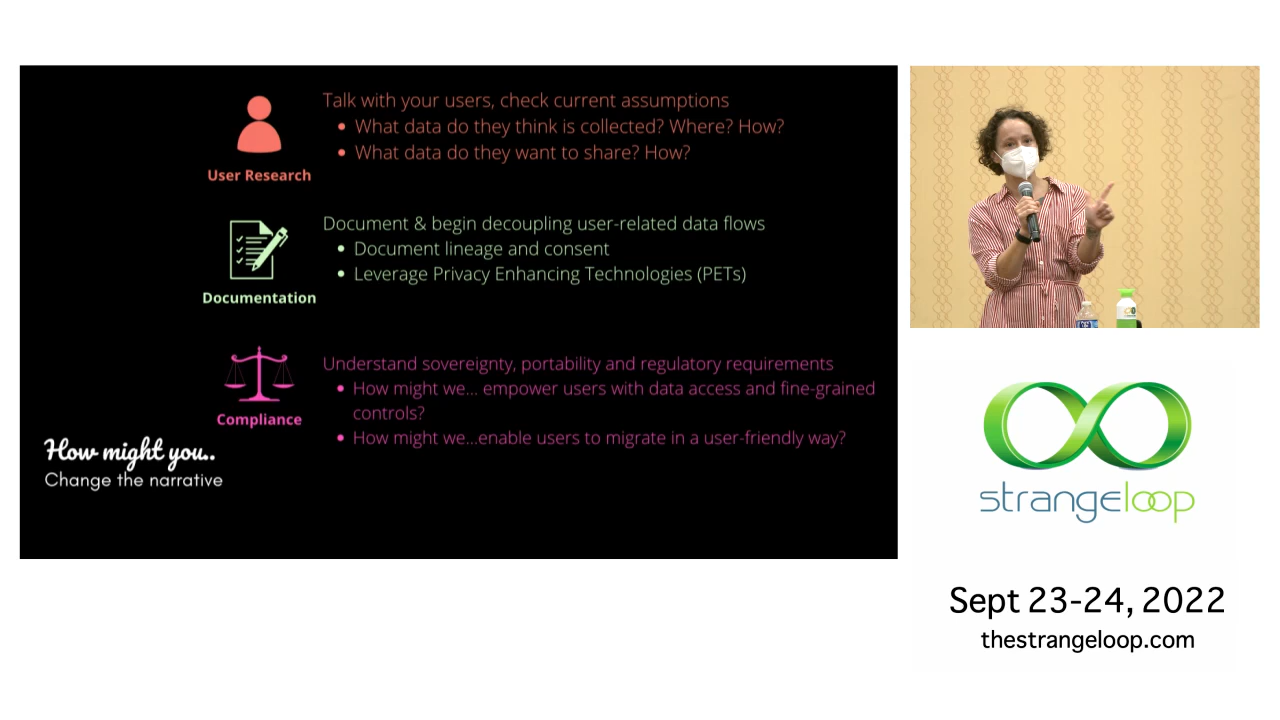 Talk with your users, check current assumptions
• What data do they think is collected? Where? How?
• What data do they want to share? How?
User Research
Document & begin decoupling user-related data flows
• Document lineage and consent
• Leverage Privacy Enhancing Technologies (PETs)
Documentation
Understand sovereignty, portability and regulatory requirements
• How might we... empower users with data access and fine-grained
controls?
• How might we...enable users to migrate in a user-friendly way?
Compliance
How might you..
Change the narrative
strangeloop
Sept 23-24, 2022
thestrangeloop.com